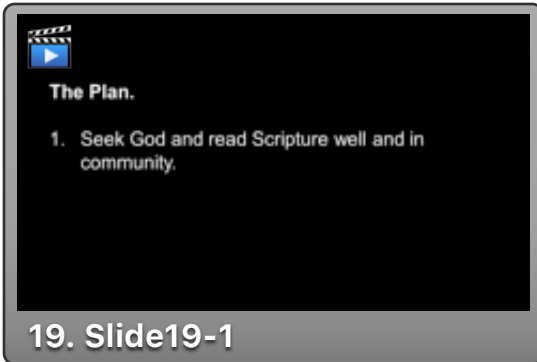 The Plan.
1. Seek God and read Scripture well and in
community.
19. Slide19-1